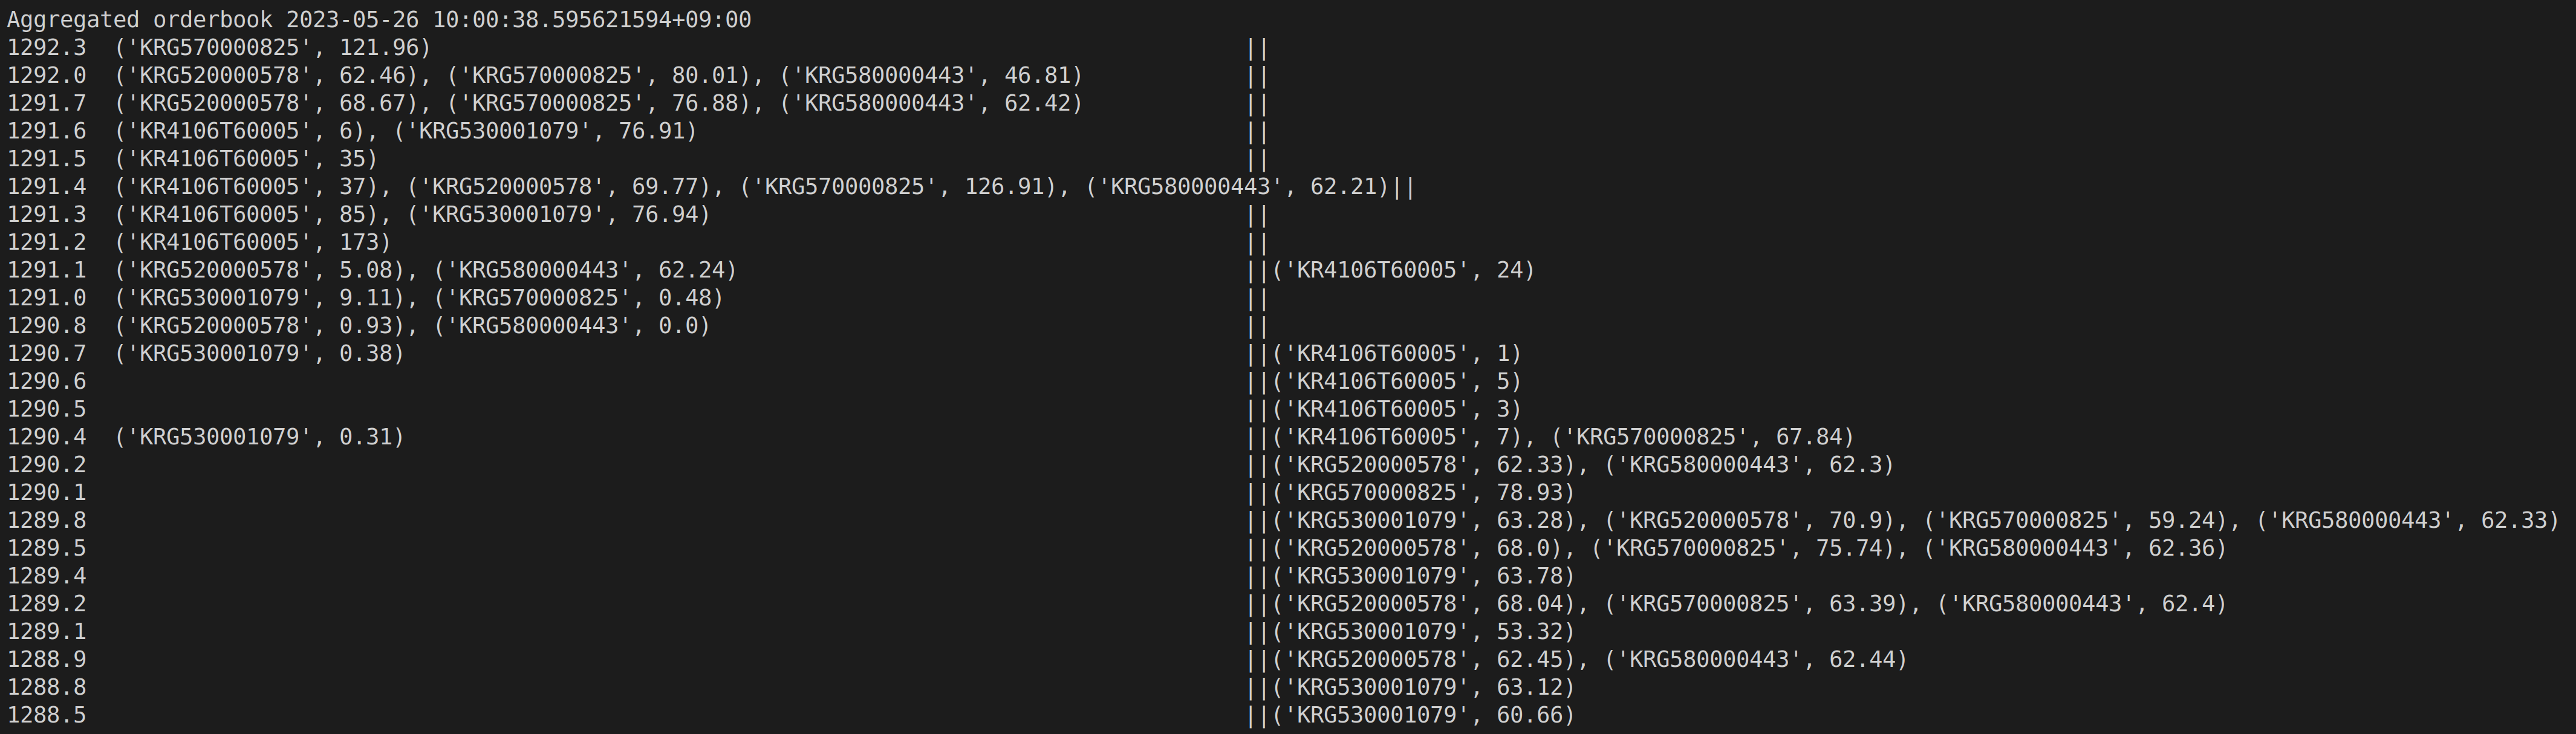 Aggregated orderbook 2023-05-26 10:00:38.595621594+09:00
1292.3  ('KRG570000825', 121.96)                                                             ||
1292.0  ('KRG520000578', 62.46), ('KRG570000825', 80.01), ('KRG580000443', 46.81)            ||
1291.7  ('KRG520000578', 68.67), ('KRG570000825', 76.88), ('KRG580000443', 62.42)            ||
1291.6  ('KR4106T60005', 6), ('KRG530001079', 76.91)                                         ||
1291.5  ('KR4106T60005', 35)                                                                 ||
1291.4  ('KR4106T60005', 37), ('KRG520000578', 69.77), ('KRG570000825', 126.91), ('KRG580000443', 62.21)||
1291.3  ('KR4106T60005', 85), ('KRG530001079', 76.94)                                        ||
1291.2  ('KR4106T60005', 173)                                                                ||
1291.1  ('KRG520000578', 5.08), ('KRG580000443', 62.24)                                      ||('KR4106T60005', 24)
1291.0  ('KRG530001079', 9.11), ('KRG570000825', 0.48)                                       ||
1290.8  ('KRG520000578', 0.93), ('KRG580000443', 0.0)                                        ||
1290.7  ('KRG530001079', 0.38)                                                               ||('KR4106T60005', 1)
1290.6                                                                                       ||('KR4106T60005', 5)
1290.5                                                                                       ||('KR4106T60005', 3)
1290.4  ('KRG530001079', 0.31)                                                               ||('KR4106T60005', 7), ('KRG570000825', 67.84)
1290.2                                                                                       ||('KRG520000578', 62.33), ('KRG580000443', 62.3)
1290.1                                                                                       ||('KRG570000825', 78.93)
1289.8                                                                                       ||('KRG530001079', 63.28), ('KRG520000578', 70.9), ('KRG570000825', 59.24), ('KRG580000443', 62.33)
1289.5                                                                                       ||('KRG520000578', 68.0), ('KRG570000825', 75.74), ('KRG580000443', 62.36)
1289.4                                                                                       ||('KRG530001079', 63.78)
1289.2                                                                                       ||('KRG520000578', 68.04), ('KRG570000825', 63.39), ('KRG580000443', 62.4)
1289.1                                                                                       ||('KRG530001079', 53.32)
1288.9                                                                                       ||('KRG520000578', 62.45), ('KRG580000443', 62.44)
1288.8                                                                                       ||('KRG530001079', 63.12)
1288.5                                                                                       ||('KRG530001079', 60.66)